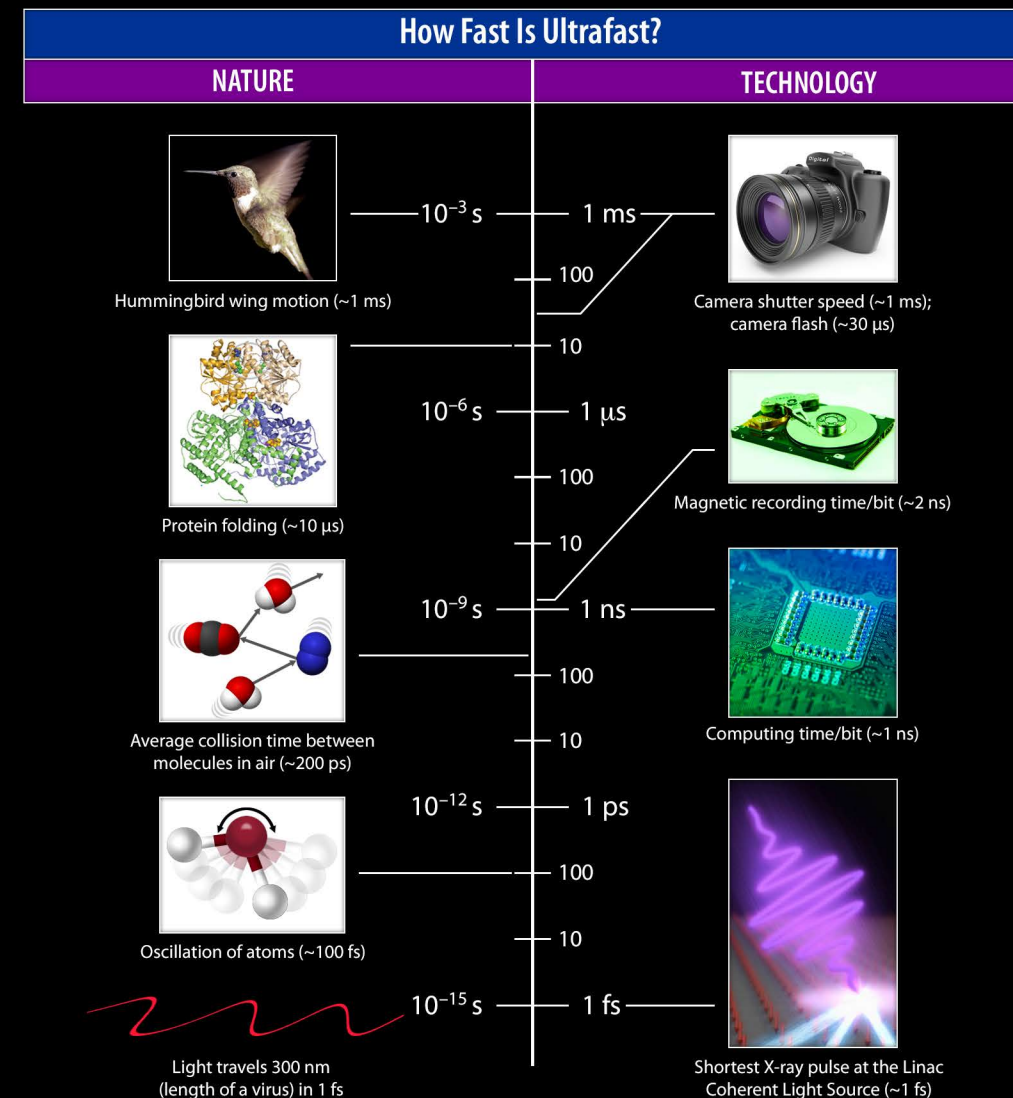 How Fast Is Ultrafast?
NATURE
TECHNOLOGY
Digital
10⁻³ s
1 ms
100
Hummingbird wing motion (~1 ms)
Camera shutter speed (~1 ms);
camera flash (~30 µs)
10
10⁻⁶ s
1 µs
100
Magnetic recording time/bit (~2 ns)
Protein folding (~10 µs)
10
10⁻⁹ s
1 ns
100
Computing time/bit (~1 ns)
Average collision time between
molecules in air (~200 ps)
10
10⁻¹² s
1 ps
100
10
Oscillation of atoms (~100 fs)
10⁻¹⁵ s
1 fs
Light travels 300 nm
(length of a virus) in 1 fs
Shortest X-ray pulse at the Linac
Coherent Light Source (~1 fs)